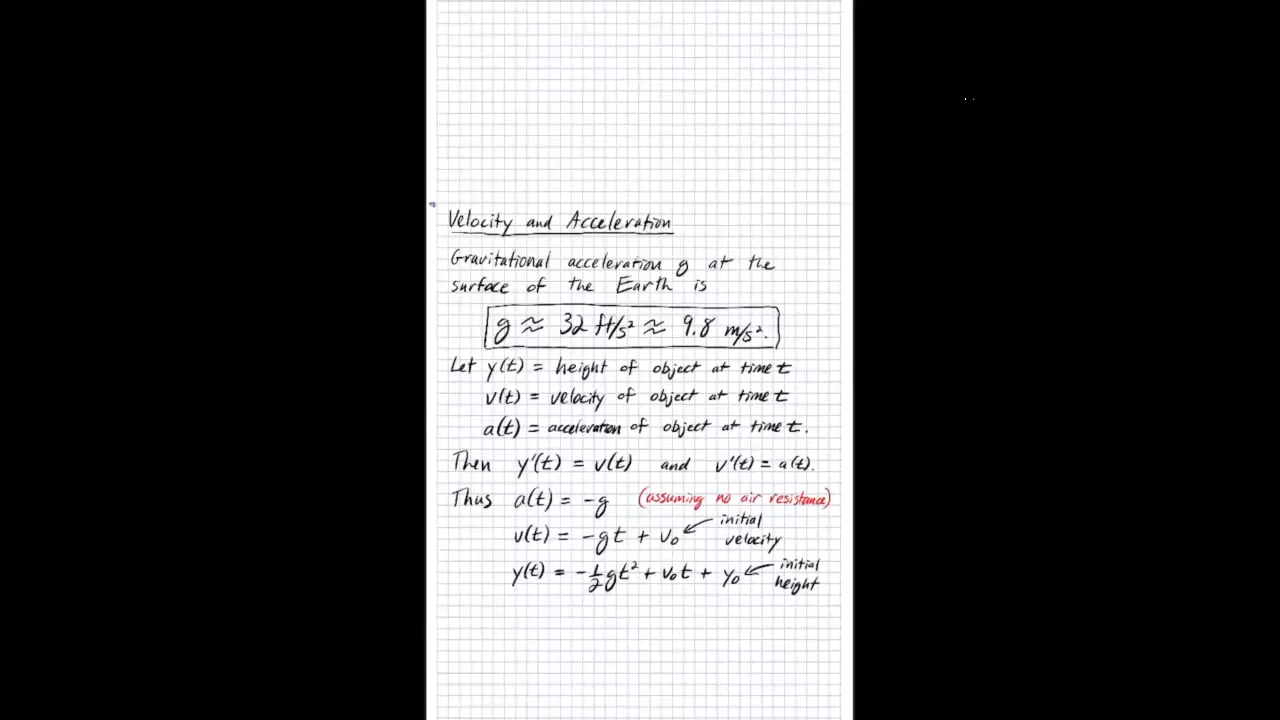 Velocity and Acceleration
Gravitational acceleration g at the
surface of the Earth is
g ≈ 32 ft/s² ≈ 9.8 m/s².
Let y(t) = height of object at time t
v(t) = velocity of object at time t
a(t) = acceleration of object at time t.
Then y'(t) = v(t) and v'(t) = a(t).
Thus a(t) = -g (assuming no air resistance)
v(t) = -gt + v₀ ← initial velocity
y(t) = -½gt² + v₀t + y₀ ← initial height